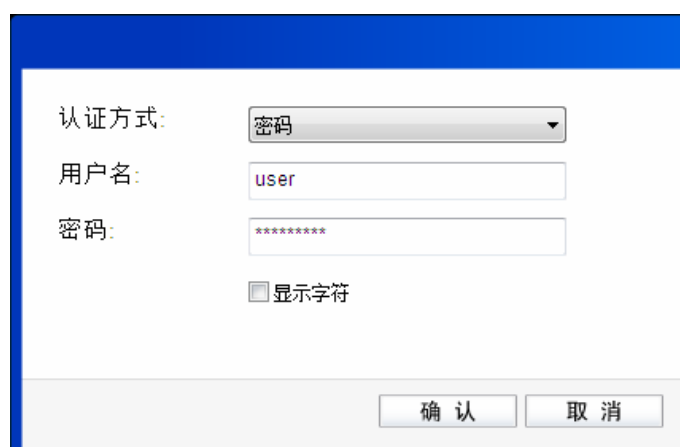 认证方式: 密码
用户名: user
密码: *********
显示字符
确 认 取 消